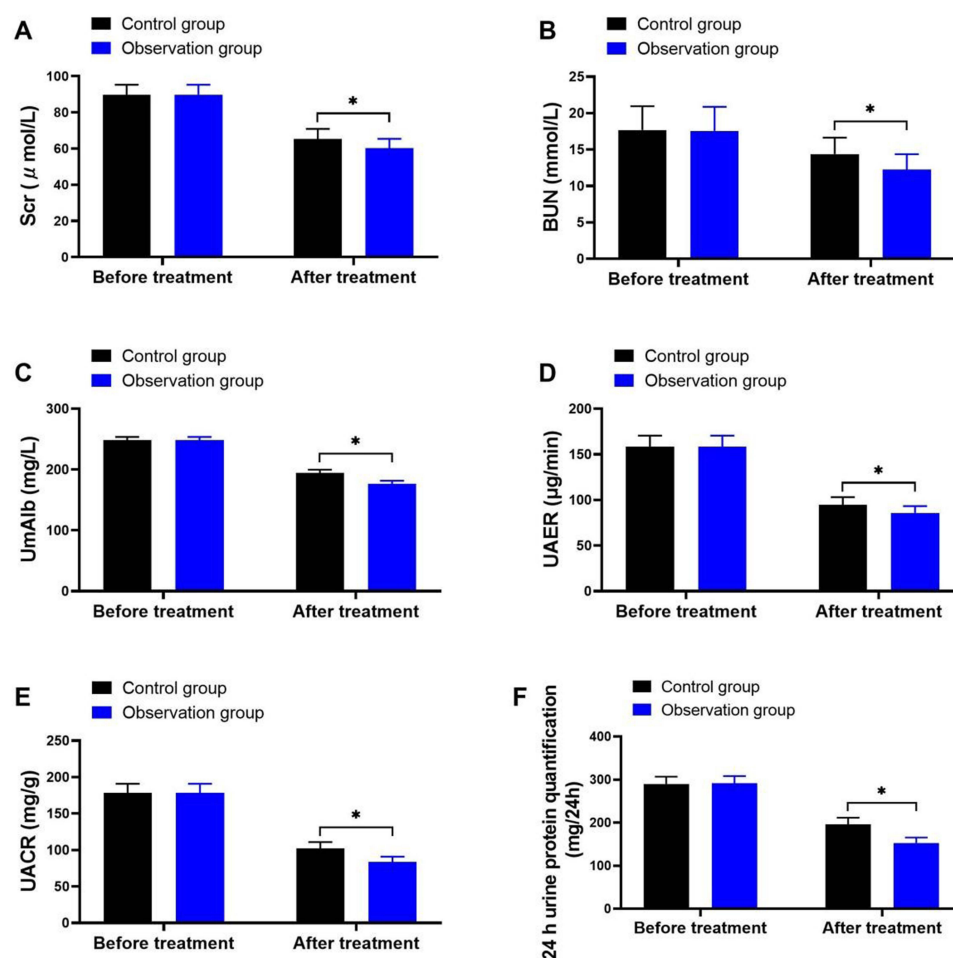 A
Control group
Observation group
Scr ( μ mol/L)
100
80
60
40
20
0
*
Before treatment
After treatment
B
Control group
Observation group
BUN (mmol/L)
25
20
15
10
5
0
*
Before treatment
After treatment
C
Control group
Observation group
UmAlb (mg/L)
300
200
100
0
*
Before treatment
After treatment
D
Control group
Observation group
UAER (μg/min)
200
150
100
50
0
*
Before treatment
After treatment
E
Control group
Observation group
UACR (mg/g)
250
200
150
100
50
0
*
Before treatment
After treatment
F
Control group
Observation group
24 h urine protein quantification
(mg/24h)
400
300
200
100
0
*
Before treatment
After treatment